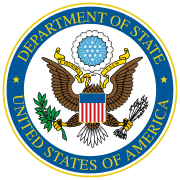 DEPARTMENT OF STATE
UNITED STATES OF AMERICA